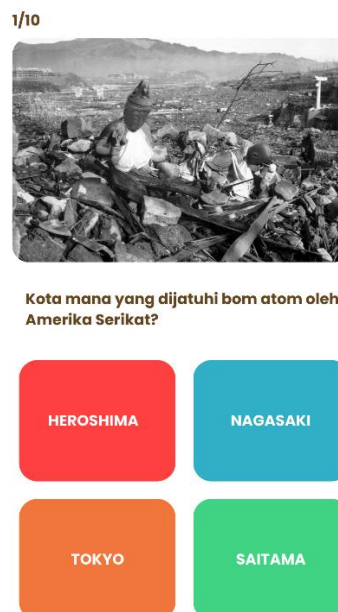 1/10
Kota mana yang dijatuhi bom atom oleh
Amerika Serikat?
HEROSHIMA
NAGASAKI
TOKYO
SAITAMA